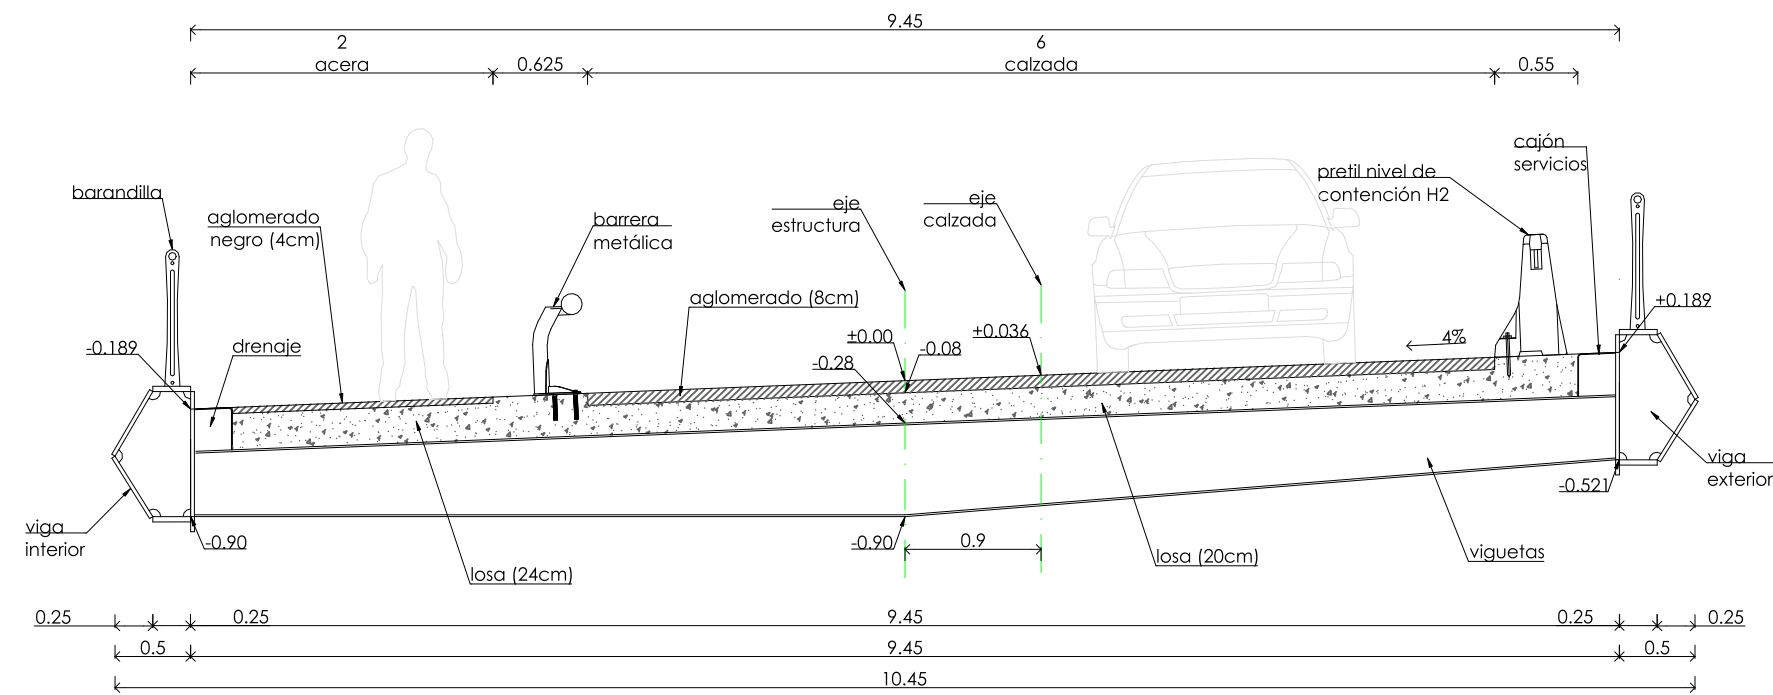 9.45
2
6
acera
0.625
calzada
0.55
cajón
servicios
pretil nivel de
contención H2
barandilla
eje
estructura
eje
calzada
aglomerado
negro (4cm)
barrera
metálica
aglomerado (8cm)
+0.189
±0.00
±0.036
4%
-0.189
drenaje
-0.08
-0.28
viga
exterior
-0.521
viga
interior
-0.90
-0.90
0.9
losa (20cm)
viguetas
losa (24cm)
0.25
0.25
9.45
0.25
0.25
0.5
9.45
0.5
10.45